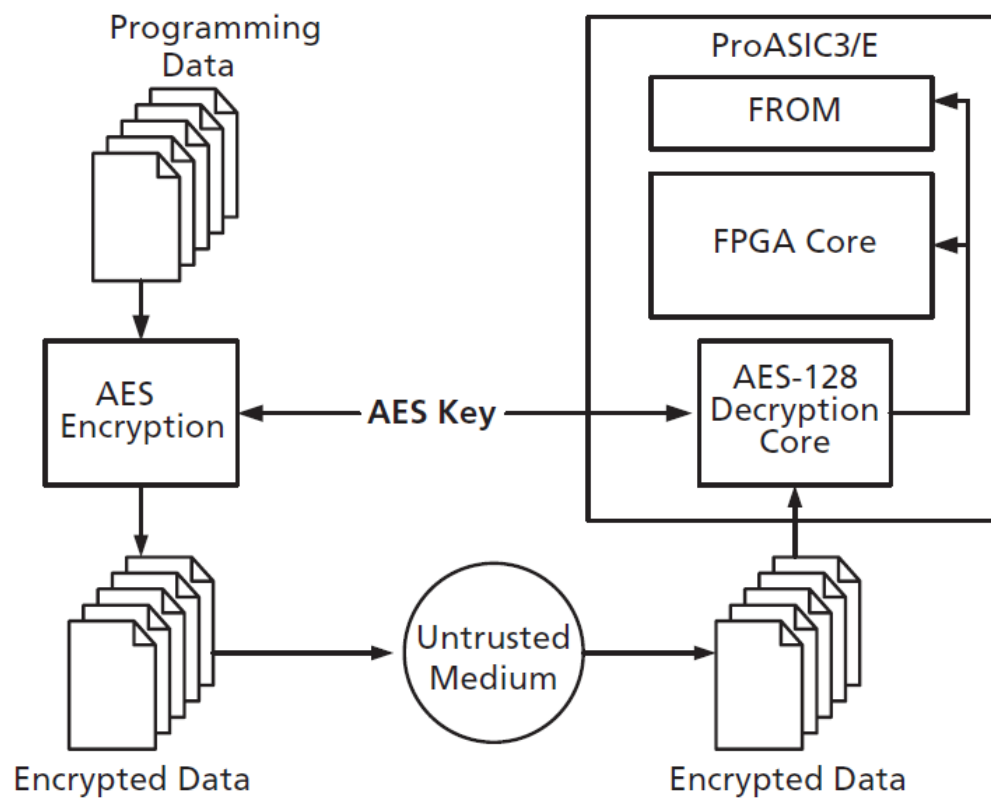 Programming
Data
ProASIC3/E
FROM
FPGA Core
AES
Encryption
AES Key
AES-128
Decryption
Core
Untrusted
Medium
Encrypted Data
Encrypted Data